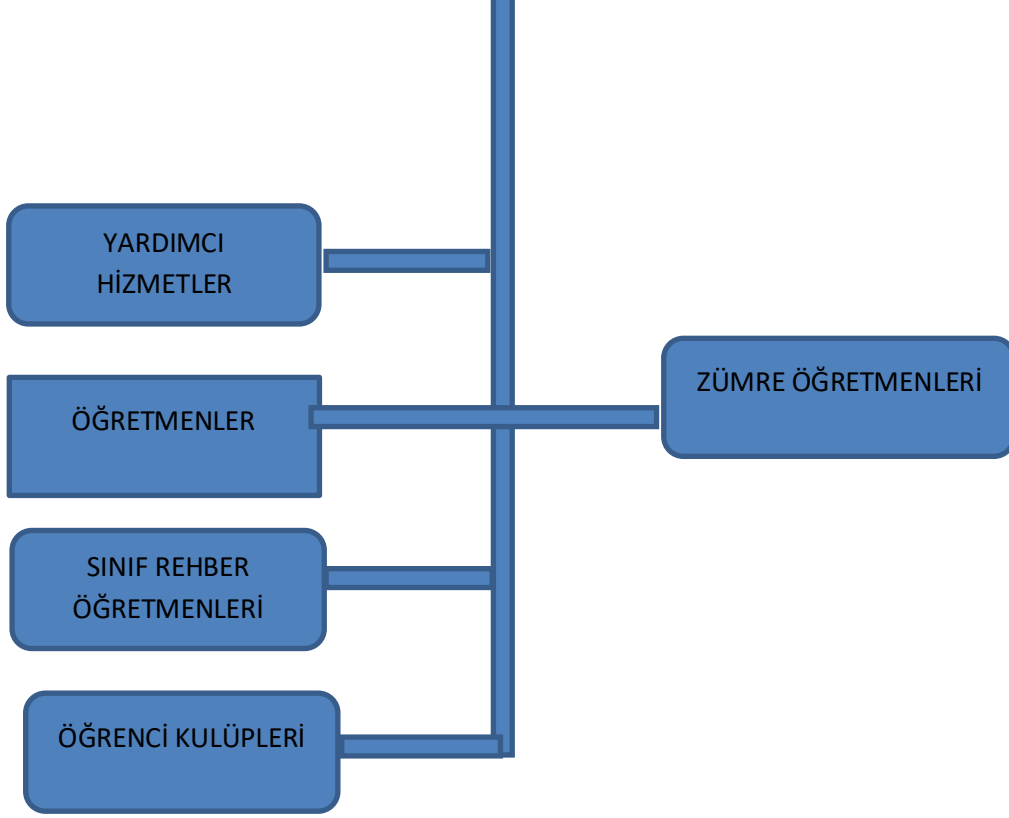 YARDIMCI
HİZMETLER
ZÜMRE ÖĞRETMENLERİ
ÖĞRETMENLER
SINIF REHBER
ÖĞRETMENLERİ
ÖĞRENCİ KULÜPLERİ